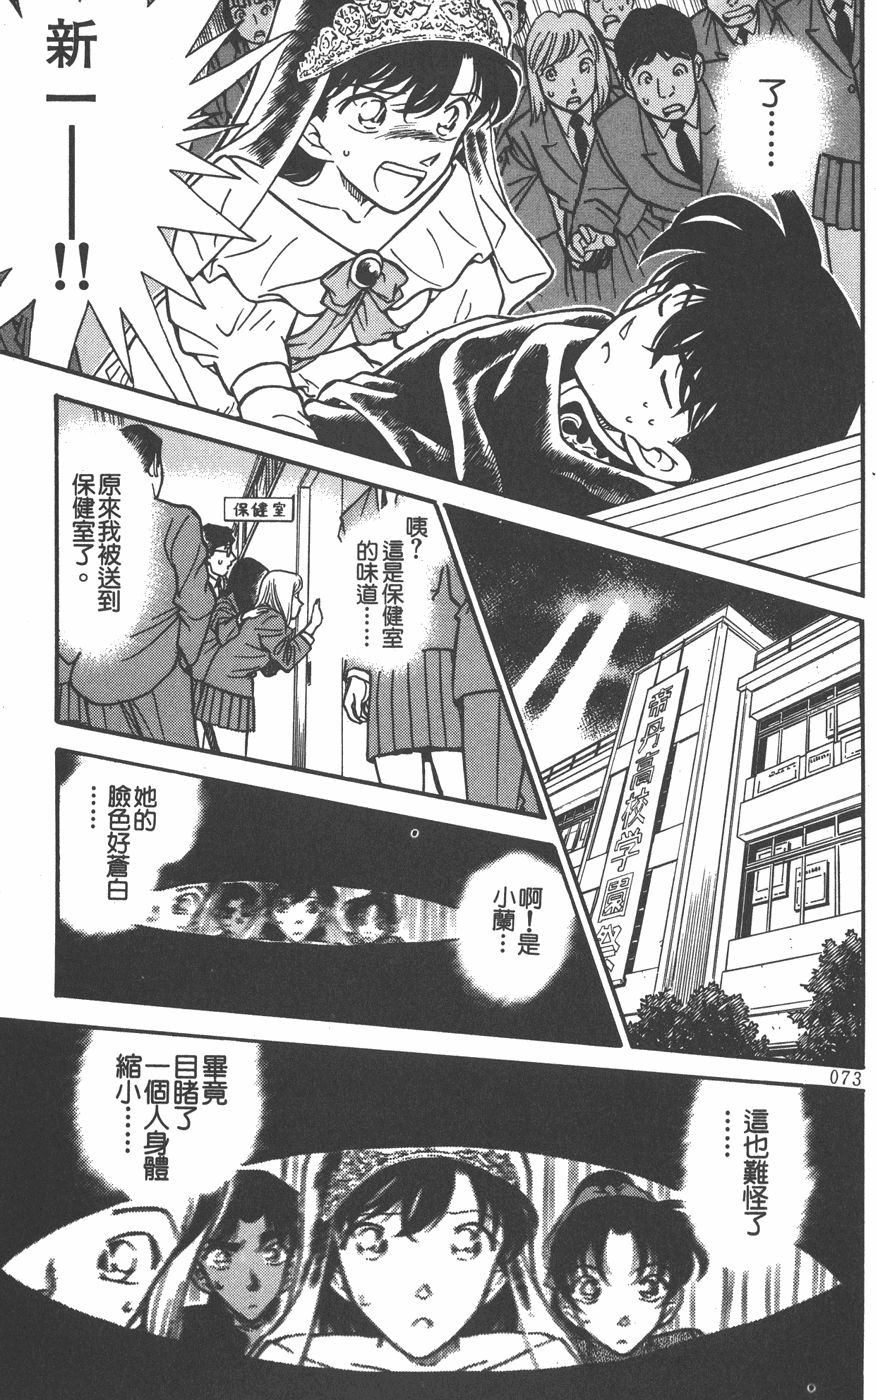 了……
新一——!!
帝丹高校学園祭
咦?
這是保健室
的味道……
保健室
原來我被送到
保健室了。
啊!是
小蘭…
她的
臉色好蒼白
……
073
這也難怪了
……
畢竟
目睹了
一個人身體
縮小……